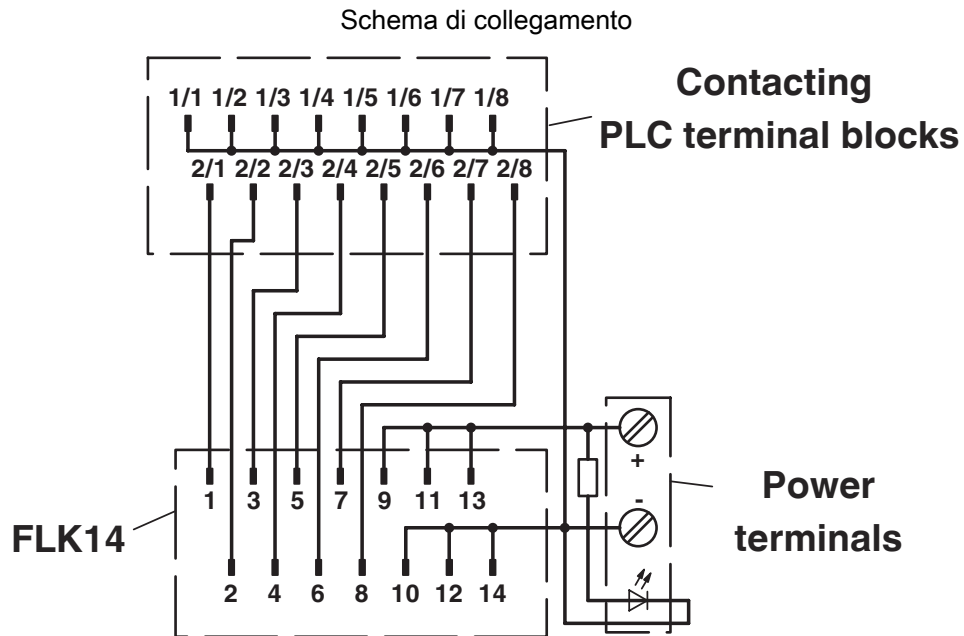 Schema di collegamento
Contacting
PLC terminal blocks
1/1 1/2 1/3 1/4 1/5 1/6 1/7 1/8
2/1 2/2 2/3 2/4 2/5 2/6 2/7 2/8
+
-
1 3 5 7 9 11 13
Power
terminals
FLK14
2 4 6 8 10 12 14